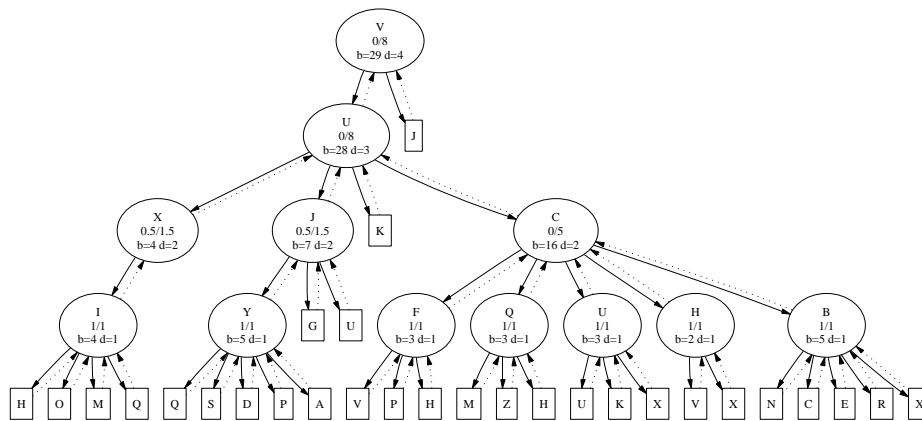 V
0/8
b=29 d=4
U
0/8
b=28 d=3
J
X
0.5/1.5
b=4 d=2
J
0.5/1.5
b=7 d=2
K
C
0/5
b=16 d=2
I
1/1
b=4 d=1
Y
1/1
b=5 d=1
G
U
F
1/1
b=3 d=1
Q
1/1
b=3 d=1
U
1/1
b=3 d=1
H
1/1
b=2 d=1
B
1/1
b=5 d=1
H
O
M
Q
Q
S
D
P
A
V
P
H
M
Z
H
U
K
X
V
X
N
C
E
R
X